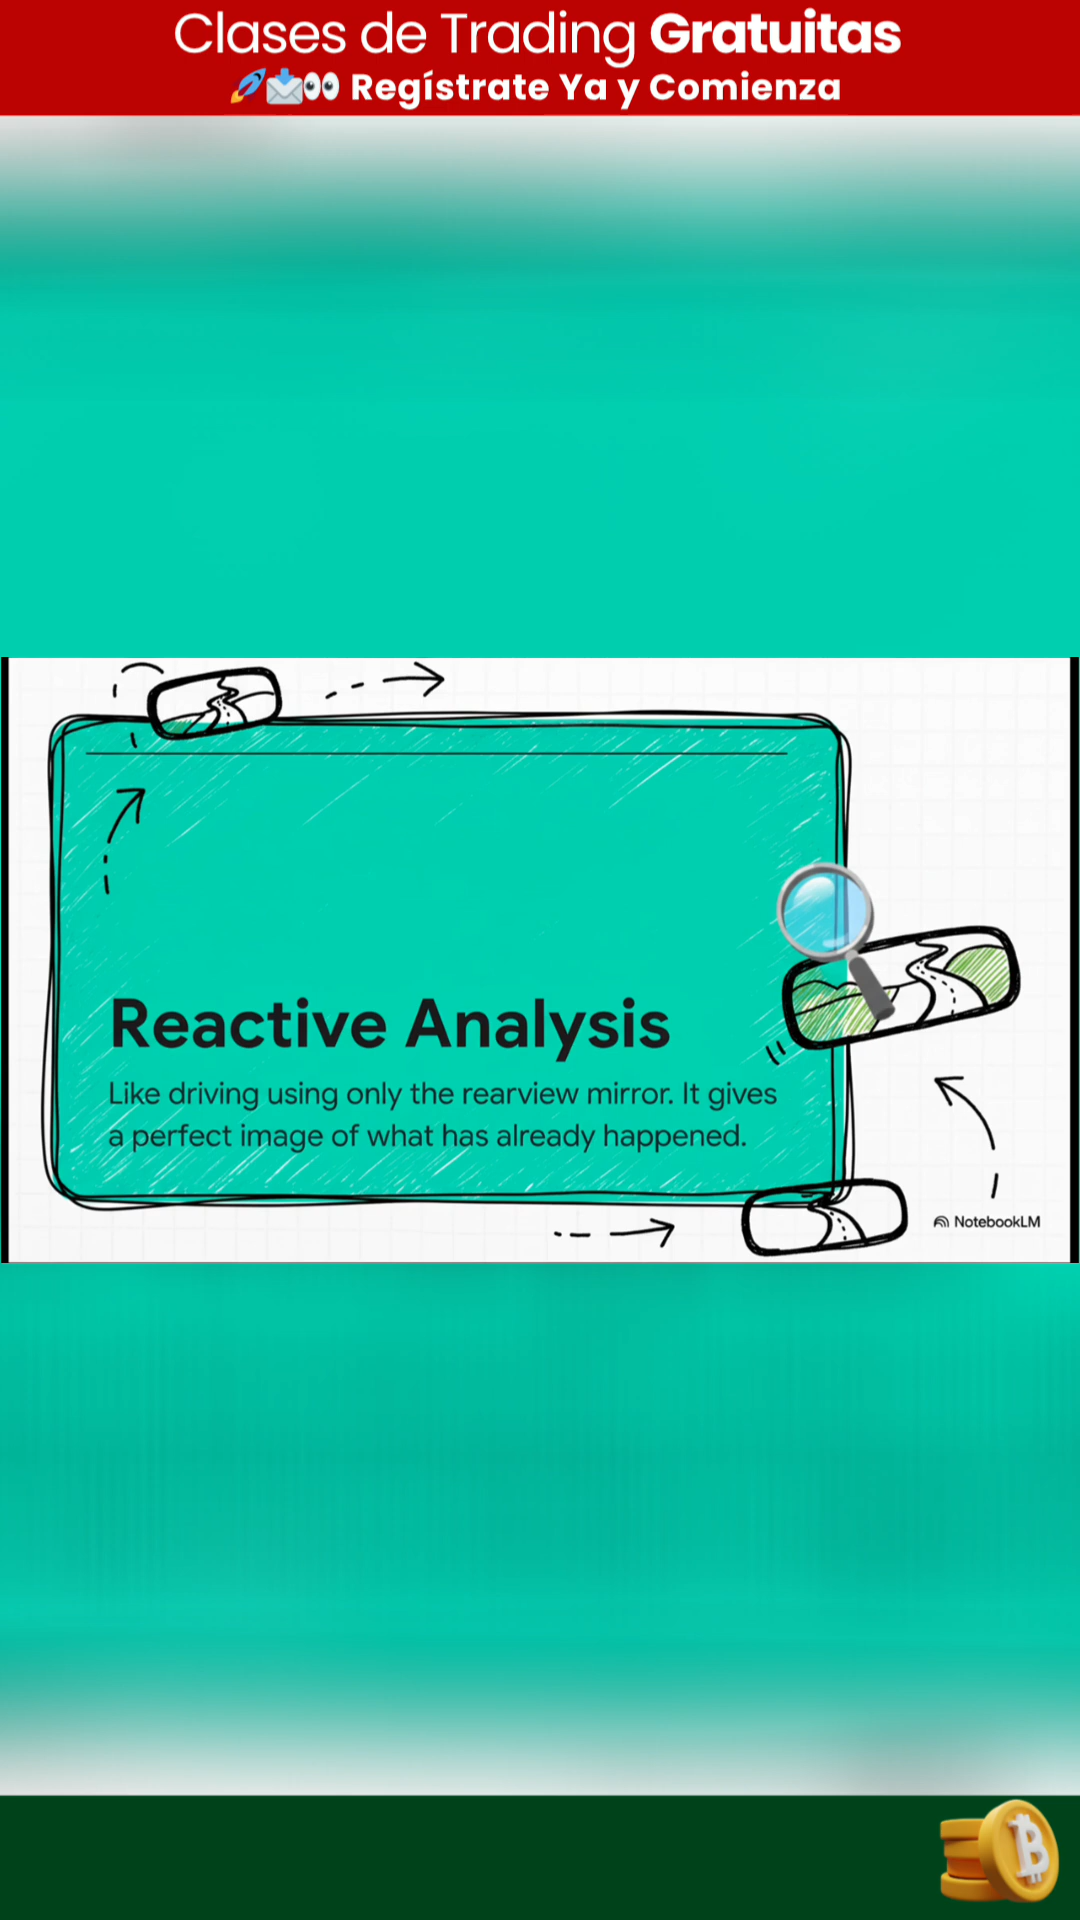 Clases de Trading Gratuitas
🚀📩👀 Regístrate Ya y Comienza
Reactive Analysis
Like driving using only the rearview mirror. It gives
a perfect image of what has already happened.
NotebookLM